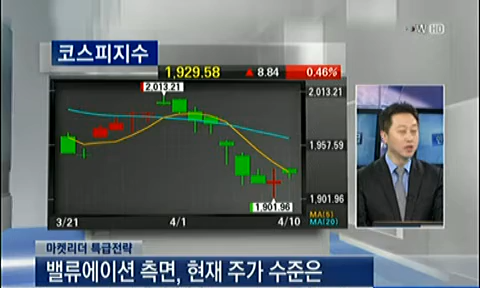 코스피지수
W HD
1,929.58 ▲ 8.84 0.46%
2,013.21
2,013.21
1,957.59
1,901.96
1,901.96
3/21 4/1 4/10
MA(5)
MA(20)
마켓리더 특급전략
밸류에이션 측면, 현재 주가 수준은